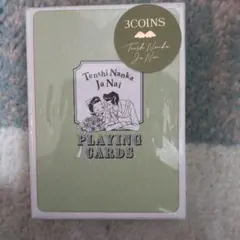 3COINS
Tenshi Nanka
Ja Nai
Tenshi Nanka
Ja Nai
PLAYING
CARDS